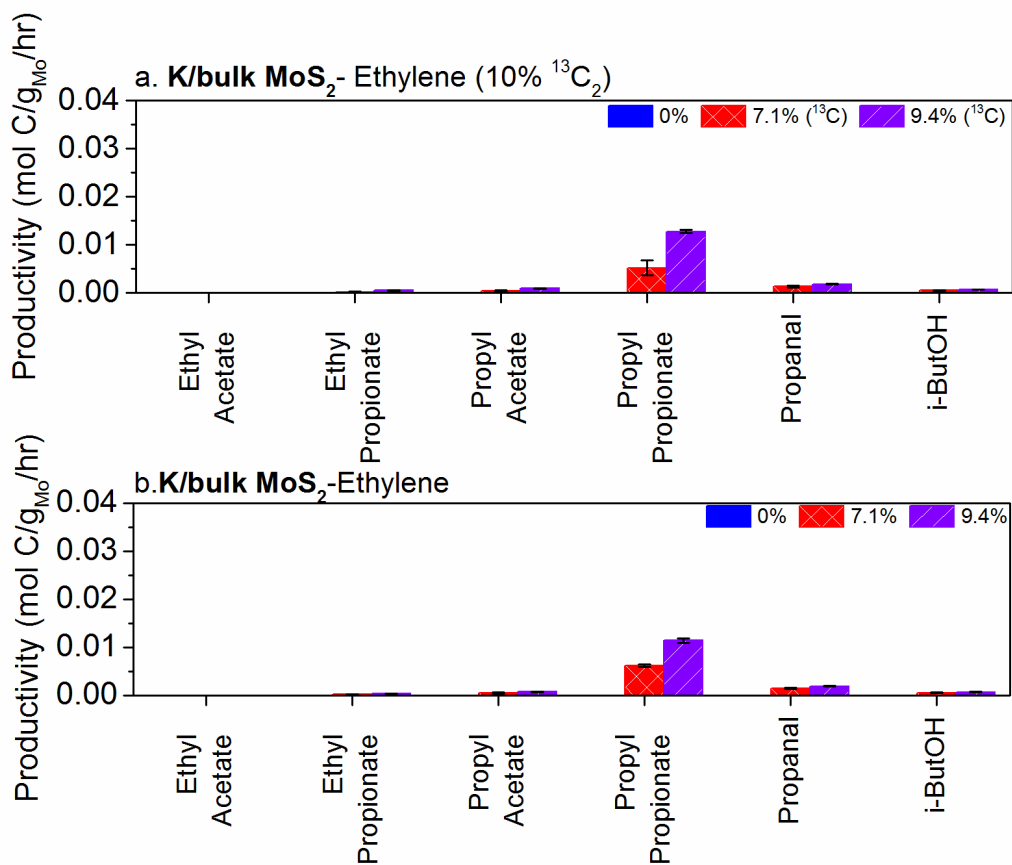 a. K/bulk MoS₂- Ethylene (10% ¹³C₂)
Productivity (mol C/g_Mo/hr)
0.04
0.03
0.02
0.01
0.00
0%
7.1% (¹³C)
9.4% (¹³C)
Ethyl
Acetate
Ethyl
Propionate
Propyl
Acetate
Propyl
Propionate
Propanal
i-ButOH
b.K/bulk MoS₂-Ethylene
Productivity (mol C/g_Mo/hr)
0.04
0.03
0.02
0.01
0.00
0%
7.1%
9.4%
Ethyl
Acetate
Ethyl
Propionate
Propyl
Acetate
Propyl
Propionate
Propanal
i-ButOH